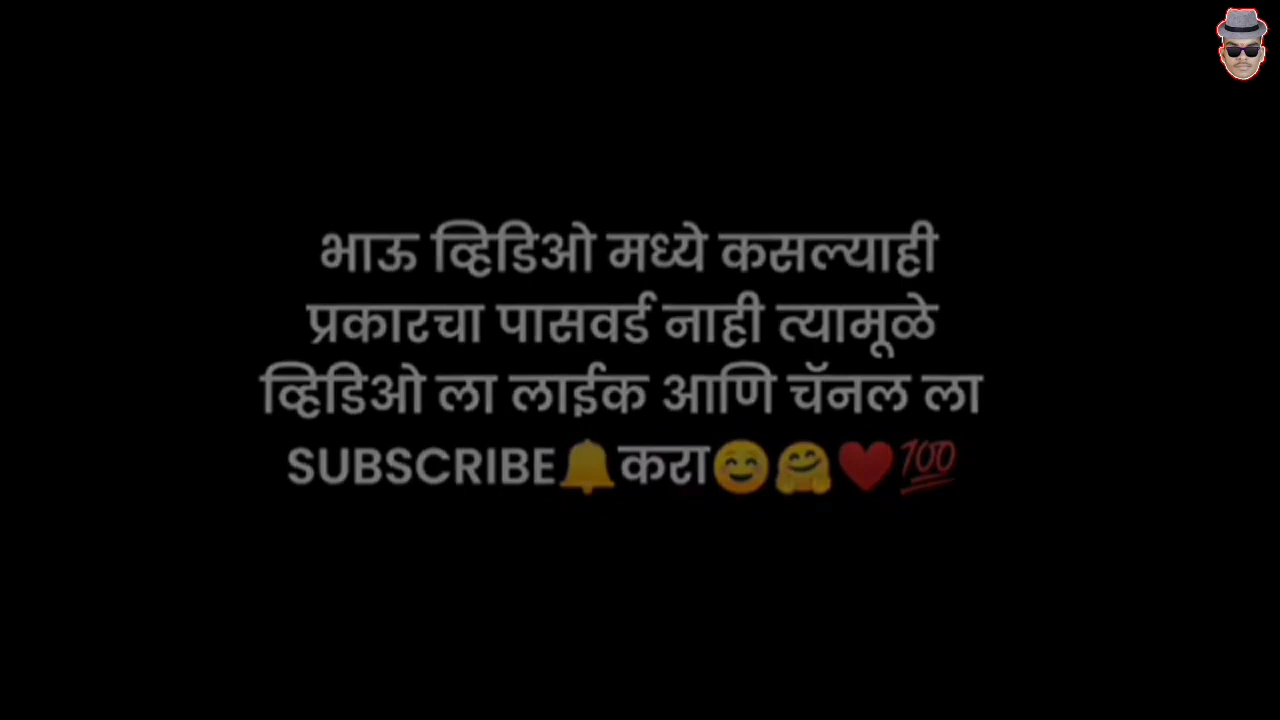 भाऊ व्हिडिओ मध्ये कसल्याही
प्रकारचा पासवर्ड नाही त्यामूळे
व्हिडिओ ला लाईक आणि चॅनल ला
SUBSCRIBE🔔करा😊🤗❤️💯